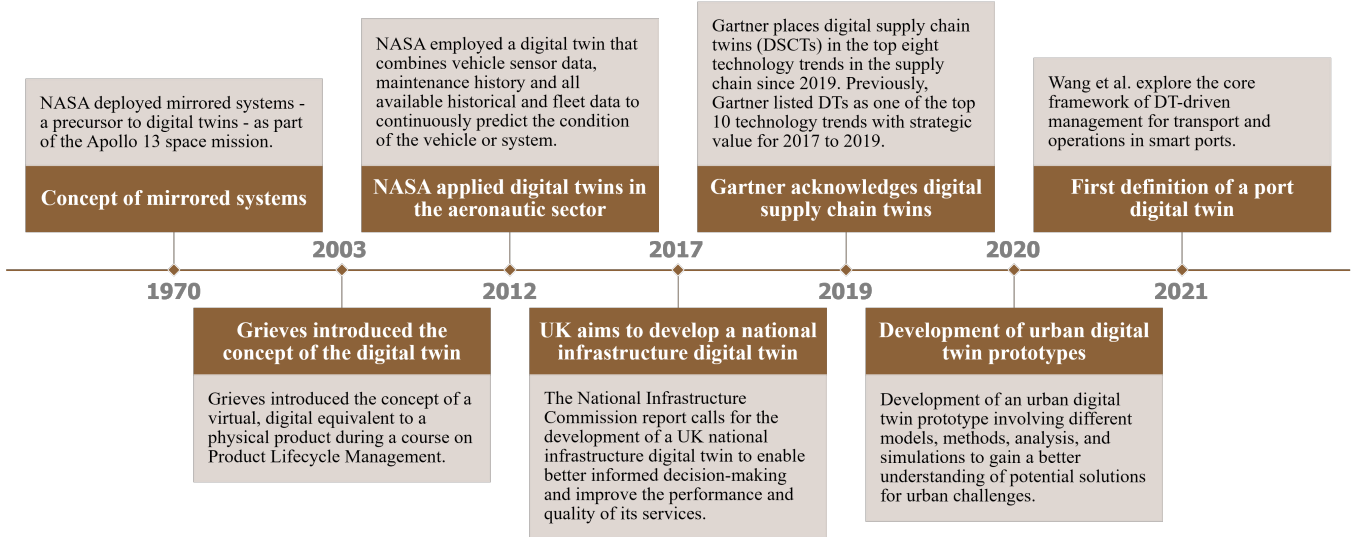 NASA deployed mirrored systems -
a precursor to digital twins - as part
of the Apollo 13 space mission.
Concept of mirrored systems
1970
2003
Grieves introduced the
concept of the digital twin
Grieves introduced the concept of a
virtual, digital equivalent to a
physical product during a course on
Product Lifecycle Management.
NASA employed a digital twin that
combines vehicle sensor data,
maintenance history and all
available historical and fleet data to
continuously predict the condition
of the vehicle or system.
NASA applied digital twins in
the aeronautic sector
2012
2017
UK aims to develop a national
infrastructure digital twin
The National Infrastructure
Commission report calls for the
development of a UK national
infrastructure digital twin to enable
better informed decision-making
and improve the performance and
quality of its services.
Gartner places digital supply chain
twins (DSCTs) in the top eight
technology trends in the supply
chain since 2019. Previously,
Gartner listed DTs as one of the top
10 technology trends with strategic
value for 2017 to 2019.
Gartner acknowledges digital
supply chain twins
2019
2020
Development of urban digital
twin prototypes
Development of an urban digital
twin prototype involving different
models, methods, analysis, and
simulations to gain a better
understanding of potential solutions
for urban challenges.
Wang et al. explore the core
framework of DT-driven
management for transport and
operations in smart ports.
First definition of a port
digital twin
2021